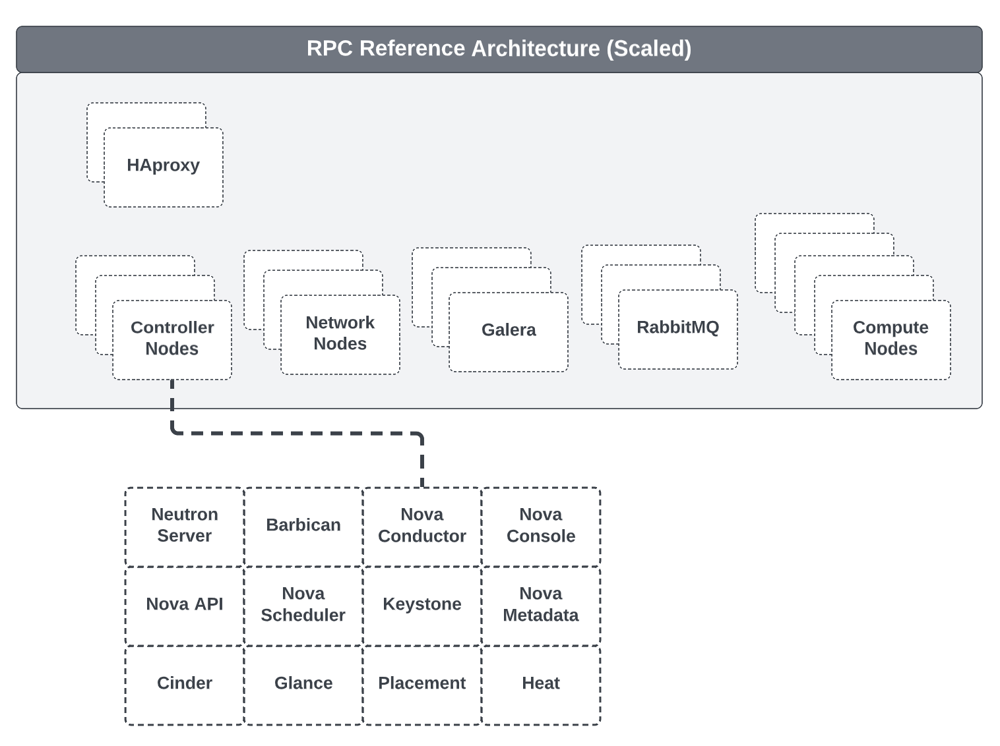 RPC Reference Architecture (Scaled)
HAproxy
Controller
Nodes
Network
Nodes
Galera
RabbitMQ
Compute
Nodes
Neutron
Server
Barbican
Nova
Conductor
Nova
Console
Nova API
Nova
Scheduler
Keystone
Nova
Metadata
Cinder
Glance
Placement
Heat